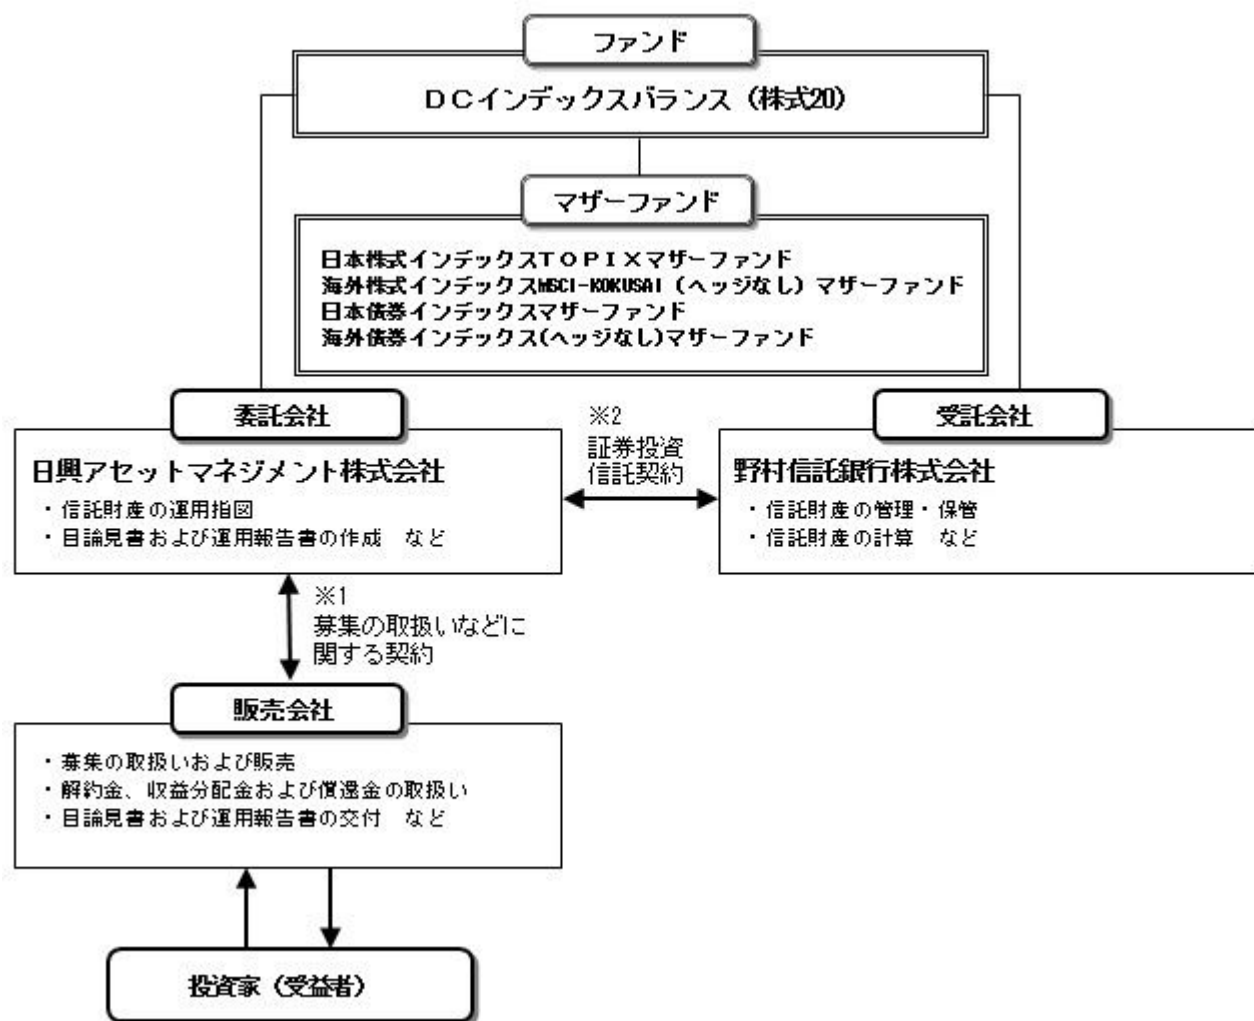 ファンド
DCインデックスバランス（株式20）
マザーファンド
日本株式インデックスTOPIXマザーファンド
海外株式インデックスMSCI-KOKUSAI（ヘッジなし）マザーファンド
日本債券インデックスマザーファンド
海外債券インデックス(ヘッジなし)マザーファンド
委託会社
日興アセットマネジメント株式会社
・信託財産の運用指図
・目論見書および運用報告書の作成　など
※2
証券投資
信託契約
受託会社
野村信託銀行株式会社
・信託財産の管理・保管
・信託財産の計算　など
※1
募集の取扱いなどに
関する契約
販売会社
・募集の取扱いおよび販売
・解約金、収益分配金および償還金の取扱い
・目論見書および運用報告書の交付　など
投資家（受益者）